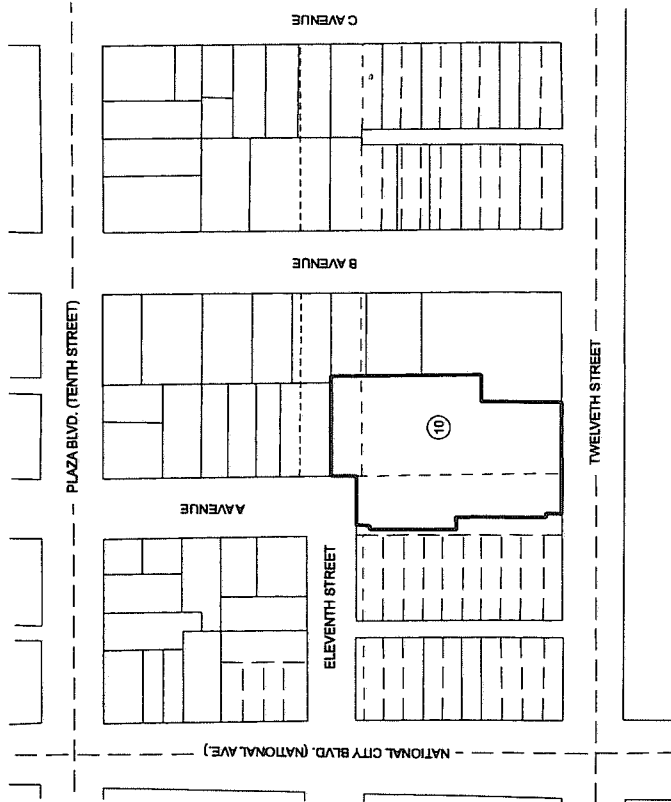 C AVENUE
PLAZA BLVD. (TENTH STREET)
B AVENUE
TWELVETH STREET
10
A AVENUE
ELEVENTH STREET
NATIONAL CITY BLVD. (NATIONAL AVE.)